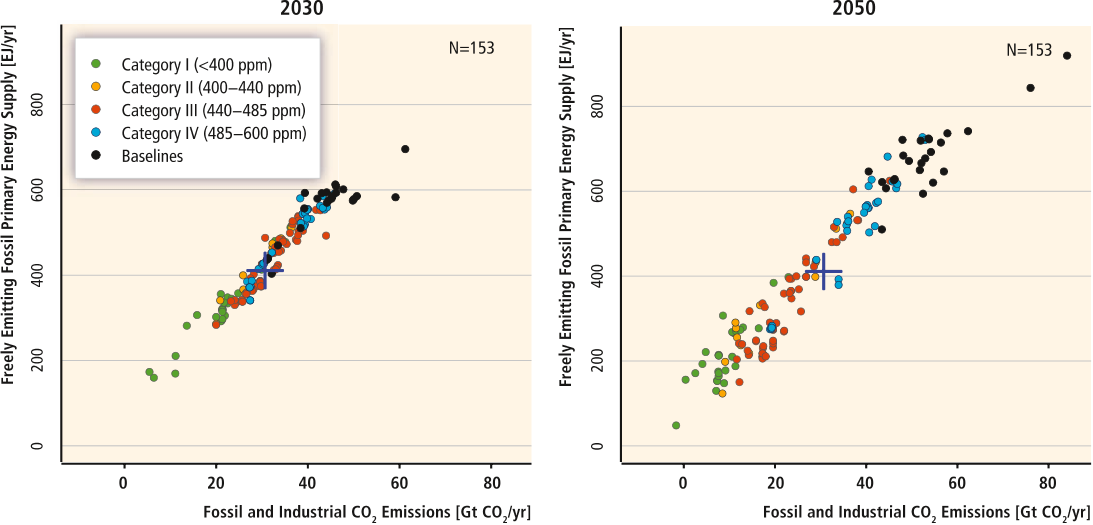 2030
Freely Emitting Fossil Primary Energy Supply [EJ/yr]
N=153
Category I (<400 ppm)
Category II (400–440 ppm)
Category III (440–485 ppm)
Category IV (485–600 ppm)
Baselines
800
600
400
200
0
0 20 40 60 80
Fossil and Industrial CO2 Emissions [Gt CO2/yr]
2050
Freely Emitting Fossil Primary Energy Supply [EJ/yr]
N=153
800
600
400
200
0
0 20 40 60 80
Fossil and Industrial CO2 Emissions [Gt CO2/yr]